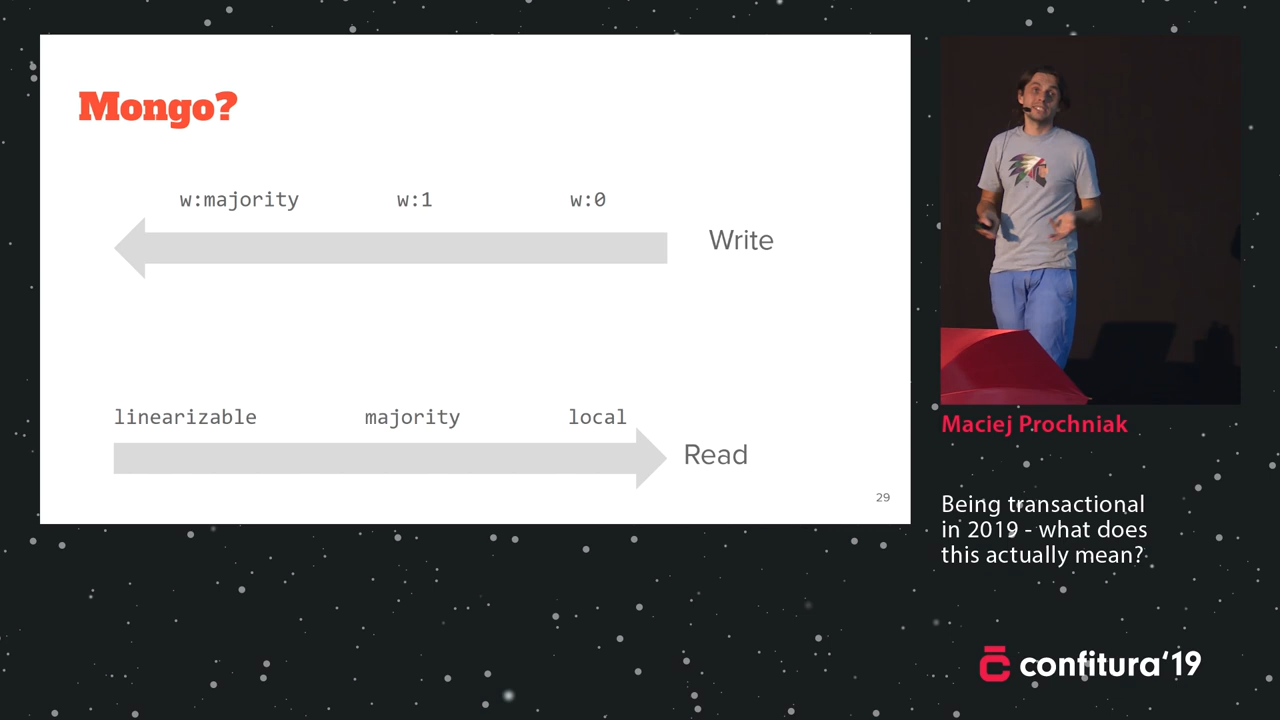 Mongo?
w:majority w:1 w:0
Write
linearizable majority local
Read
29
Maciej Prochniak
Being transactional
in 2019 - what does
this actually mean?
confitura‘19